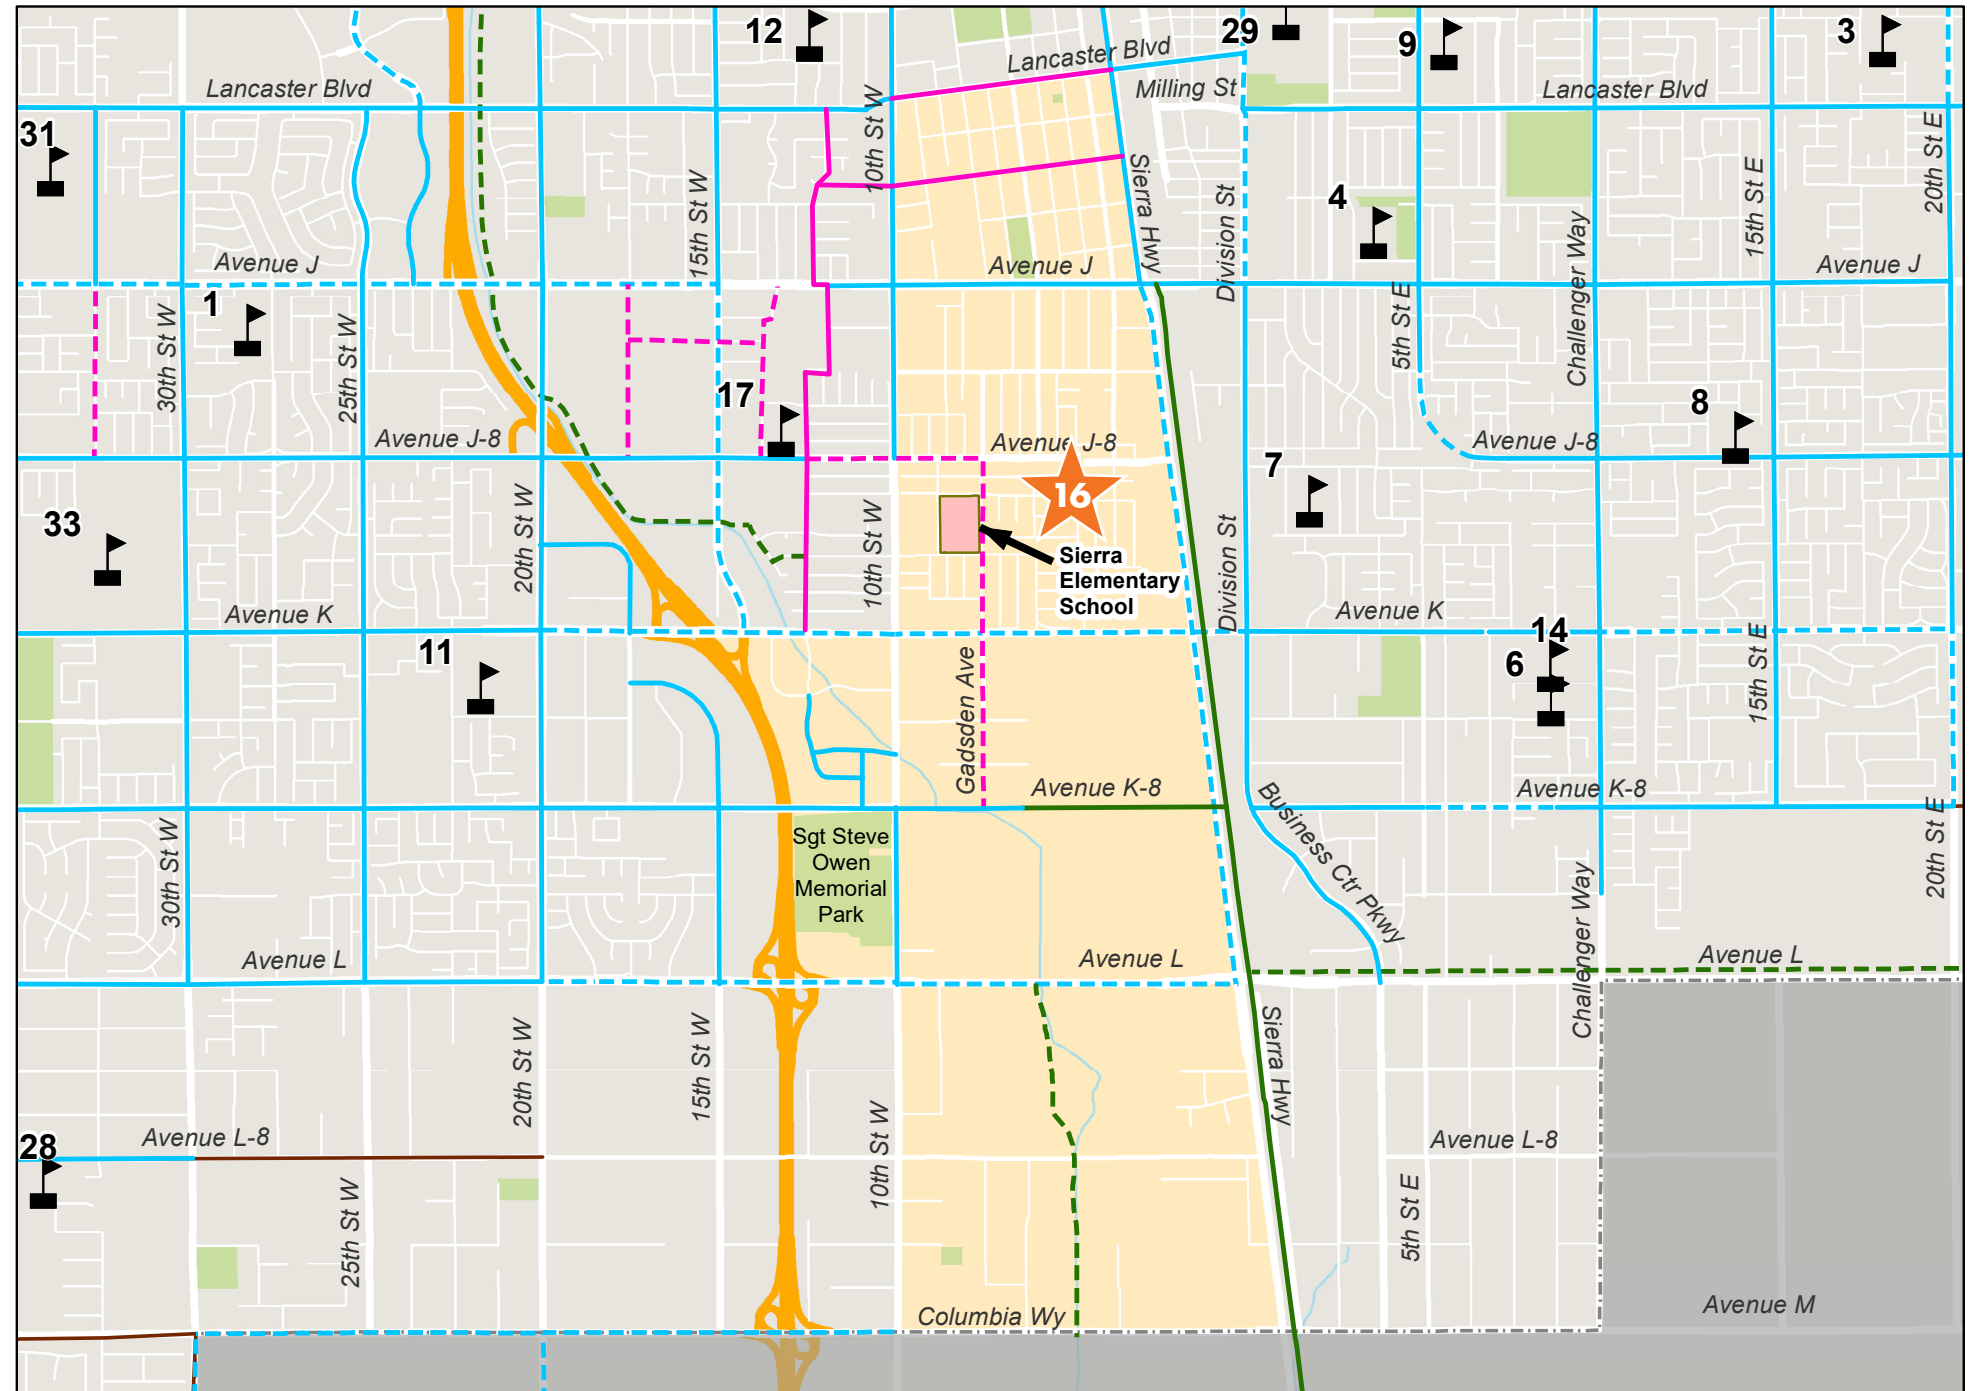 12
29
9
3
Lancaster Blvd
Lancaster Blvd
Milling St
Lancaster Blvd
31
10th St W
Sierra Hwy
Division St
4
15th St W
Challenger Way
15th St E
20th St E
Avenue J
Avenue J
Avenue J
1
30th St W
25th St W
5th St E
17
8
Avenue J-8
Avenue J-8
Avenue J-8
16
7
33
20th St W
10th St W
Division St
Sierra
Elementary
School
Avenue K
Avenue K
11
14
6
15th St E
Gadsden Ave
Avenue K-8
Avenue K-8
Business Ctr Pkwy
Sgt Steve
Owen
Memorial
Park
30th St W
20th St E
Challenger Way
Avenue L
Avenue L
Avenue L
20th St W
15th St W
Sierra Hwy
28
Avenue L-8
Avenue L-8
10th St W
25th St W
5th St E
Columbia Wy
Avenue M